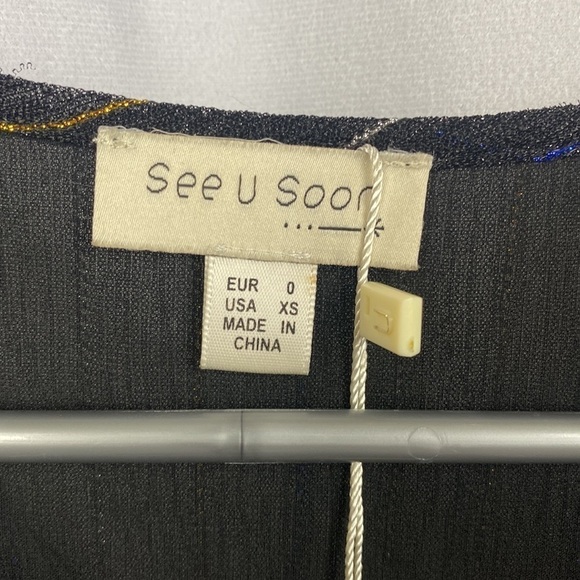 See U Soon
EUR 0
USA XS
MADE IN
CHINA